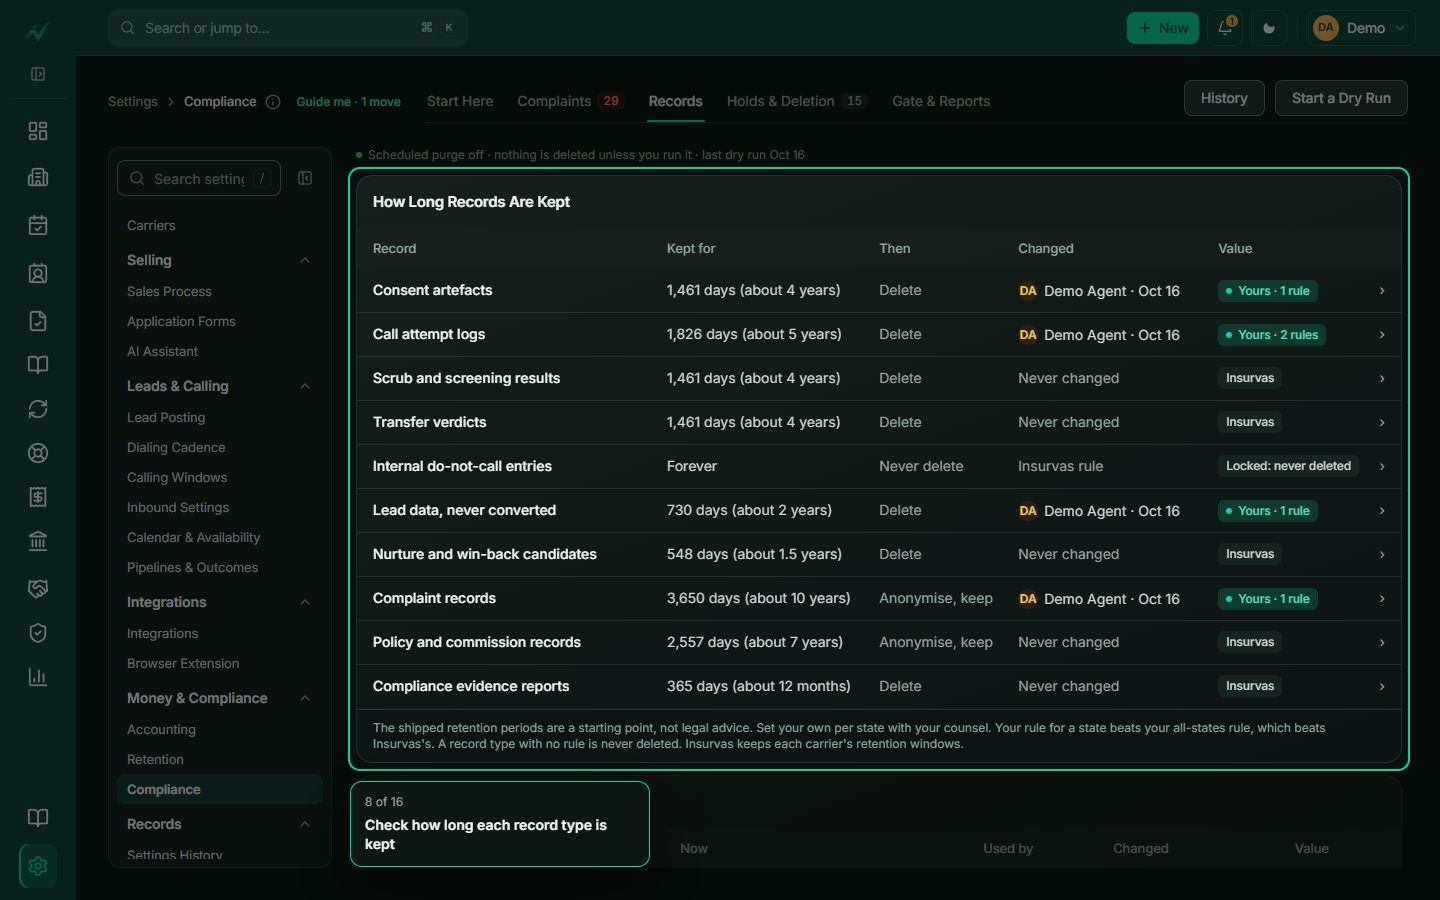 Search or jump to...
⌘ K
+ New
1
DA
Demo
Settings > Compliance
Guide me · 1 move
Start Here
Complaints 29
Records
Holds & Deletion 15
Gate & Reports
History
Start a Dry Run
Search setting /
Carriers
Selling
Sales Process
Application Forms
AI Assistant
Leads & Calling
Lead Posting
Dialing Cadence
Calling Windows
Inbound Settings
Calendar & Availability
Pipelines & Outcomes
Integrations
Integrations
Browser Extension
Money & Compliance
Accounting
Retention
Compliance
Records
Settings History
Scheduled purge off · nothing is deleted unless you run it · last dry run Oct 16
How Long Records Are Kept
Record Kept for Then Changed Value
Consent artefacts 1,461 days (about 4 years) Delete DA Demo Agent · Oct 16 Yours · 1 rule
Call attempt logs 1,826 days (about 5 years) Delete DA Demo Agent · Oct 16 Yours · 2 rules
Scrub and screening results 1,461 days (about 4 years) Delete Never changed Insurvas
Transfer verdicts 1,461 days (about 4 years) Delete Never changed Insurvas
Internal do-not-call entries Forever Never delete Insurvas rule Locked: never deleted
Lead data, never converted 730 days (about 2 years) Delete DA Demo Agent · Oct 16 Yours · 1 rule
Nurture and win-back candidates 548 days (about 1.5 years) Delete Never changed Insurvas
Complaint records 3,650 days (about 10 years) Anonymise, keep DA Demo Agent · Oct 16 Yours · 1 rule
Policy and commission records 2,557 days (about 7 years) Anonymise, keep Never changed Insurvas
Compliance evidence reports 365 days (about 12 months) Delete Never changed Insurvas
The shipped retention periods are a starting point, not legal advice. Set your own per state with your counsel. Your rule for a state beats your all-states rule, which beats
Insurvas's. A record type with no rule is never deleted. Insurvas keeps each carrier's retention windows.
8 of 16
Check how long each record type is
kept
Now Used by Changed Value